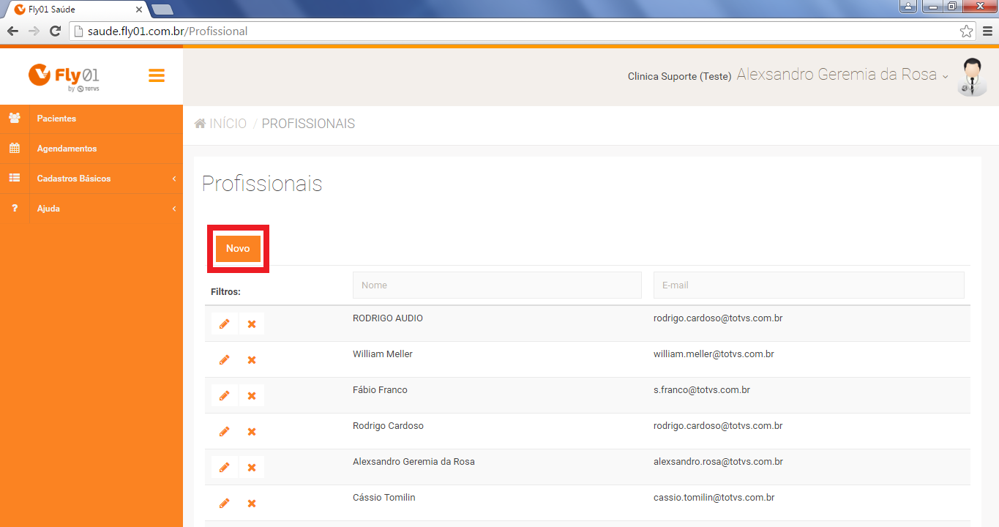 Fly01 Saúde
saude.fly01.com.br/Profissional
Fly01
by TOTVS
Clinica Suporte (Teste) Alexsandro Geremia da Rosa
Pacientes
Agendamentos
Cadastros Básicos
Ajuda
INÍCIO / PROFISSIONAIS
Profissionais
Novo
Filtros: Nome E-mail
RODRIGO AUDIO rodrigo.cardoso@totvs.com.br
William Meller william.meller@totvs.com.br
Fábio Franco s.franco@totvs.com.br
Rodrigo Cardoso rodrigo.cardoso@totvs.com.br
Alexsandro Geremia da Rosa alexsandro.rosa@totvs.com.br
Cássio Tomilin cassio.tomilin@totvs.com.br